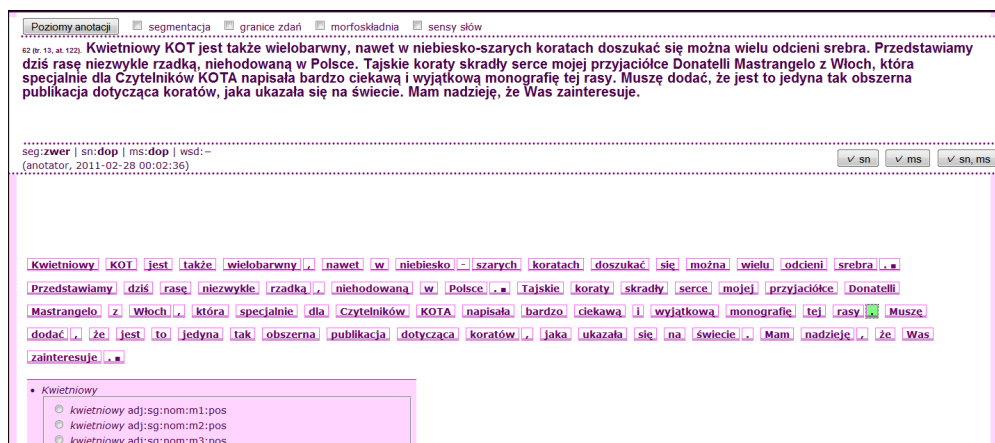 Poziomy anotacji segmentacja granice zdań morfoskładnia sensy słów
62 (tr. 13, at. 122). Kwietniowy KOT jest także wielobarwny, nawet w niebiesko-szarych koratach doszukać się można wielu odcieni srebra. Przedstawiamy
dziś rasę niezwykle rzadką, niehodowaną w Polsce. Tajskie koraty skradły serce mojej przyjaciółce Donatelli Mastrangelo z Włoch, która
specjalnie dla Czytelników KOTA napisała bardzo ciekawą i wyjątkową monografię tej rasy. Muszę dodać, że jest to jedyna tak obszerna
publikacja dotycząca koratów, jaka ukazała się na świecie. Mam nadzieję, że Was zainteresuje.
seg:zwer | sn:dop | ms:dop | wsd:—
(anotator, 2011-02-28 00:02:36) ✓ sn ✓ ms ✓ sn, ms
Kwietniowy KOT jest także wielobarwny , nawet w niebiesko - szarych koratach doszukać się można wielu odcieni srebra . ■
Przedstawiamy dziś rasę niezwykle rzadką , niehodowaną w Polsce . ■ Tajskie koraty skradły serce mojej przyjaciółce Donatelli
Mastrangelo z Włoch , która specjalnie dla Czytelników KOTA napisała bardzo ciekawą i wyjątkową monografię tej rasy . Muszę
dodać , że jest to jedyna tak obszerna publikacja dotycząca koratów , jaka ukazała się na świecie . Mam nadzieję , że Was
zainteresuje . ■
• Kwietniowy
kwietniowy adj:sg:nom:m1:pos
kwietniowy adj:sg:nom:m2:pos
kwietniowy adj:sg:nom:m3:pos